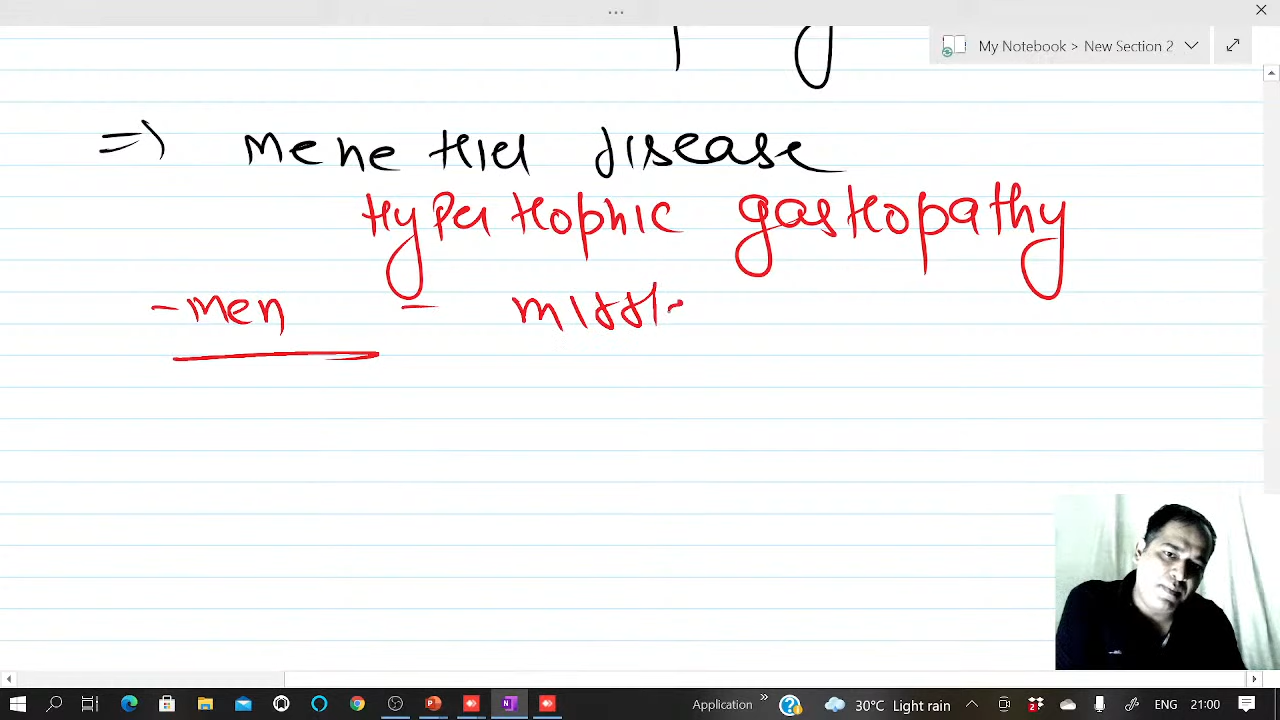 ...
My Notebook > New Section 2
=> menetrier disease
Hypertrophic gastropathy
- men - middle
Application
30°C Light rain
ENG
21:00